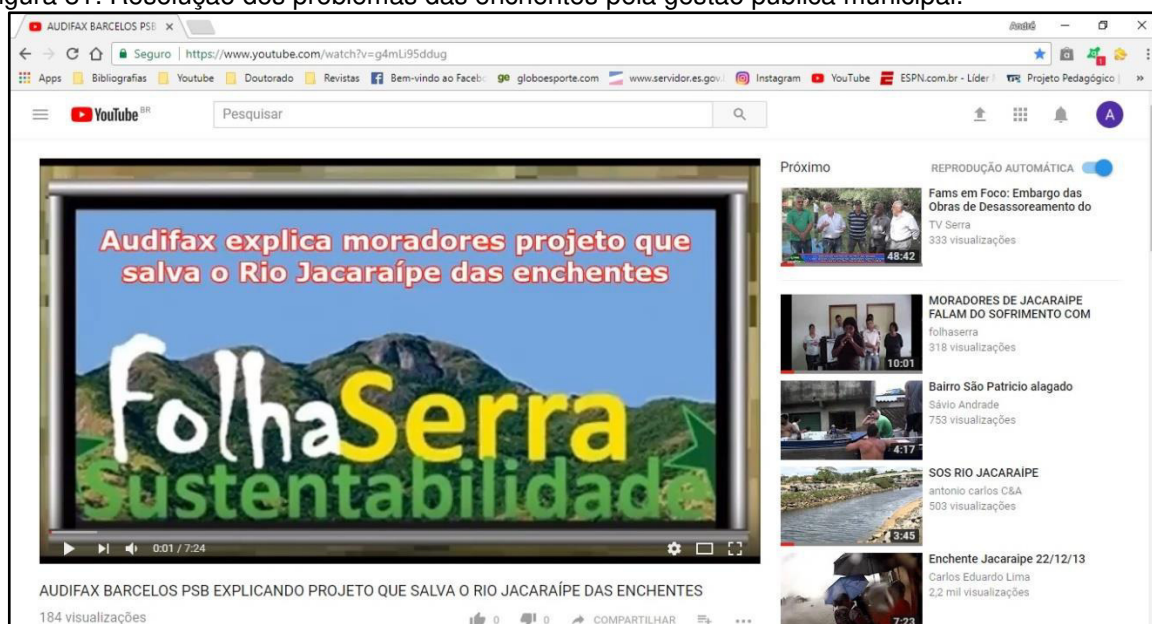 gura 61: Resolução dos problemas das enchentes pela gestão pública municipal.
AUDIFAX BARCELOS PSB
André
Seguro
https://www.youtube.com/watch?v=g4mLi95ddug
Apps Bibliografias Youtube Doutorado Revistas Bem-vindo ao Facebo globoesporte.com www.servidor.es.gov. Instagram YouTube ESPN.com.br - Líder Projeto Pedagógico
YouTube BR
Pesquisar
A
Audifax explica moradores projeto que
salva o Rio Jacaraípe das enchentes
FolhaSerra
Sustentabilidade
0:01 / 7:24
AUDIFAX BARCELOS PSB EXPLICANDO PROJETO QUE SALVA O RIO JACARAÍPE DAS ENCHENTES
184 visualizações
0 0 COMPARTILHAR
Próximo
REPRODUÇÃO AUTOMÁTICA
48:42
Fams em Foco: Embargo das
Obras de Desassoreamento do
TV Serra
333 visualizações
10:01
MORADORES DE JACARAÍPE
FALAM DO SOFRIMENTO COM
folhaserra
318 visualizações
4:17
Bairro São Patricio alagado
Sávio Andrade
753 visualizações
3:45
SOS RIO JACARAÍPE
antonio carlos C&A
503 visualizações
7:23
Enchente Jacaraipe 22/12/13
Carlos Eduardo Lima
2,2 mil visualizações